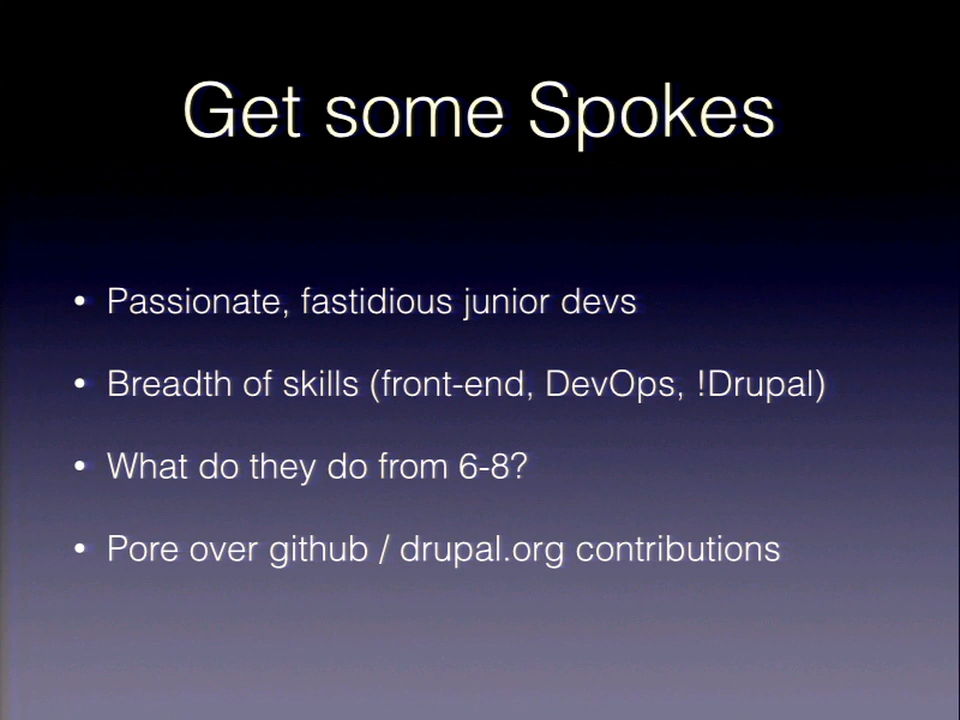 Get some Spokes
• Passionate, fastidious junior devs
• Breadth of skills (front-end, DevOps, !Drupal)
• What do they do from 6-8?
• Pore over github / drupal.org contributions